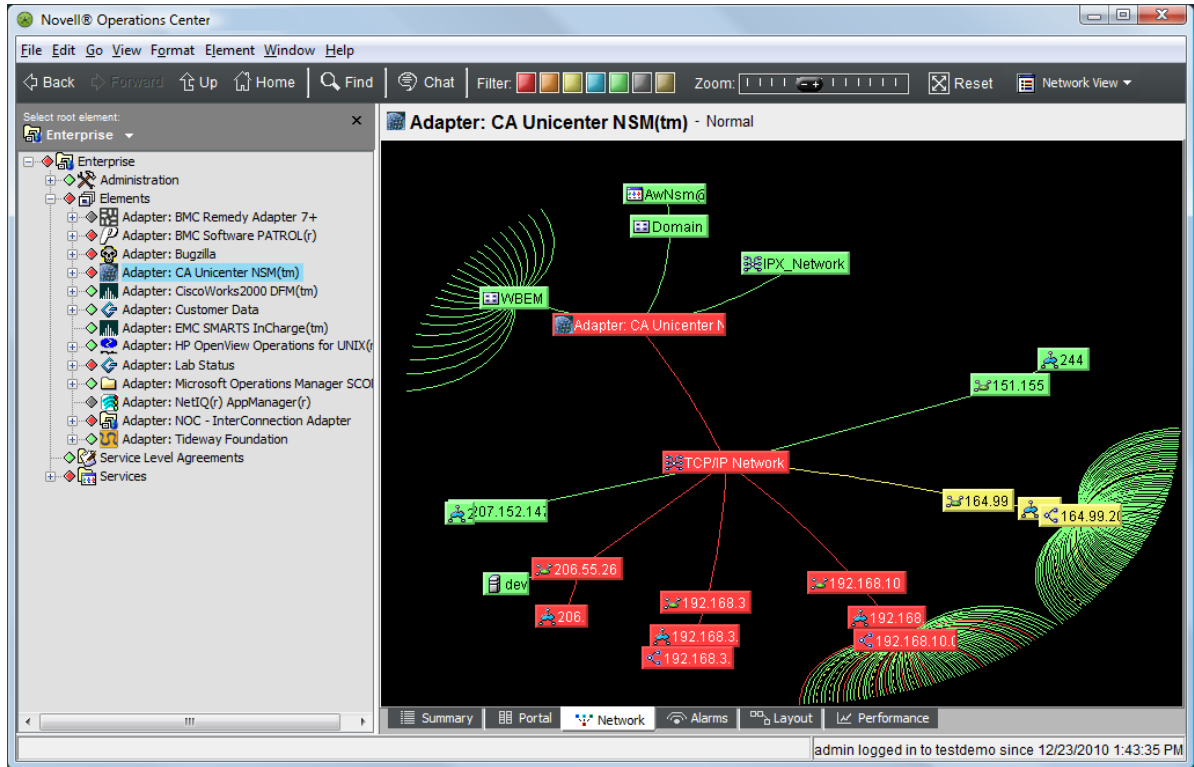 Novell® Operations Center
File Edit Go View Format Element Window Help
Back Forward Up Home Find Chat Filter: Zoom: Reset Network View
Select root element:
Enterprise
Adapter: CA Unicenter NSM(tm) - Normal
Enterprise
Administration
Elements
Adapter: BMC Remedy Adapter 7+
Adapter: BMC Software PATROL(r)
Adapter: Bugzilla
Adapter: CA Unicenter NSM(tm)
Adapter: CiscoWorks2000 DFM(tm)
Adapter: Customer Data
Adapter: EMC SMARTS InCharge(tm)
Adapter: HP OpenView Operations for UNIX(r
Adapter: Lab Status
Adapter: Microsoft Operations Manager SCO
Adapter: NetIQ(r) AppManager(r)
Adapter: NOC - InterConnection Adapter
Adapter: Tideway Foundation
Service Level Agreements
Services
AwNsm@
Domain
IPX_Network
WBEM
Adapter: CA Unicenter N
244
151.155
TCP/IP Network
164.99
164.99.20
207.152.147
206.55.26
dev
206.
192.168.3
192.168.3.
192.168.3.
192.168.10
192.168.
192.168.10.0
Summary Portal Network Alarms Layout Performance
admin logged in to testdemo since 12/23/2010 1:43:35 PM